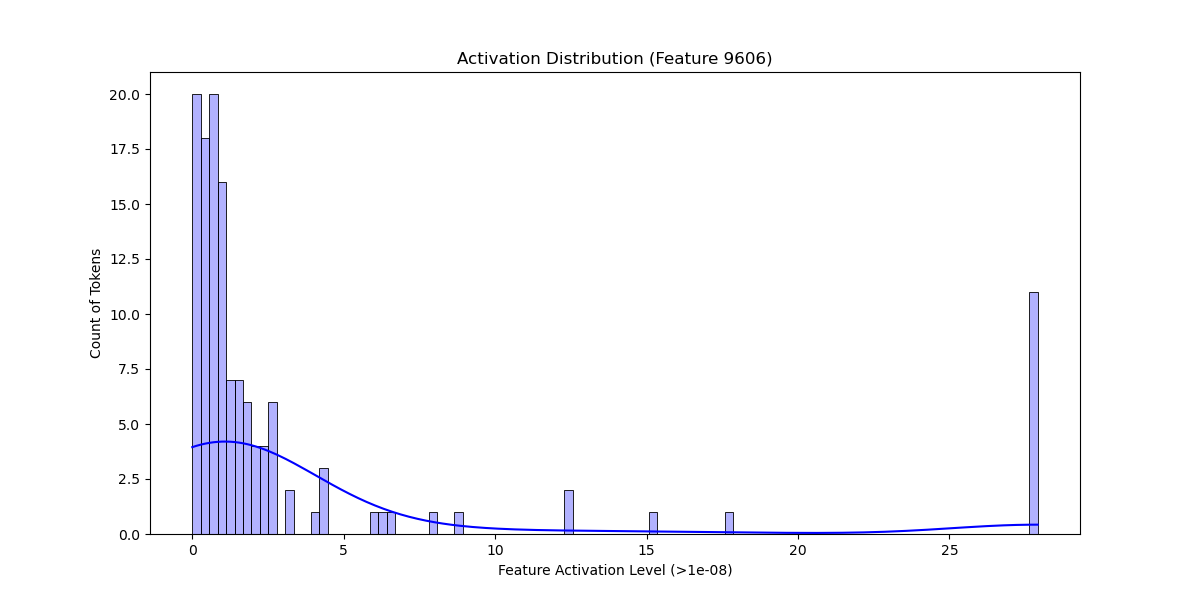 Activation Distribution (Feature 9606)
20.0
17.5
15.0
12.5
10.0
7.5
5.0
2.5
0.0
Count of Tokens
0 5 10 15 20 25
Feature Activation Level (>1e-08)